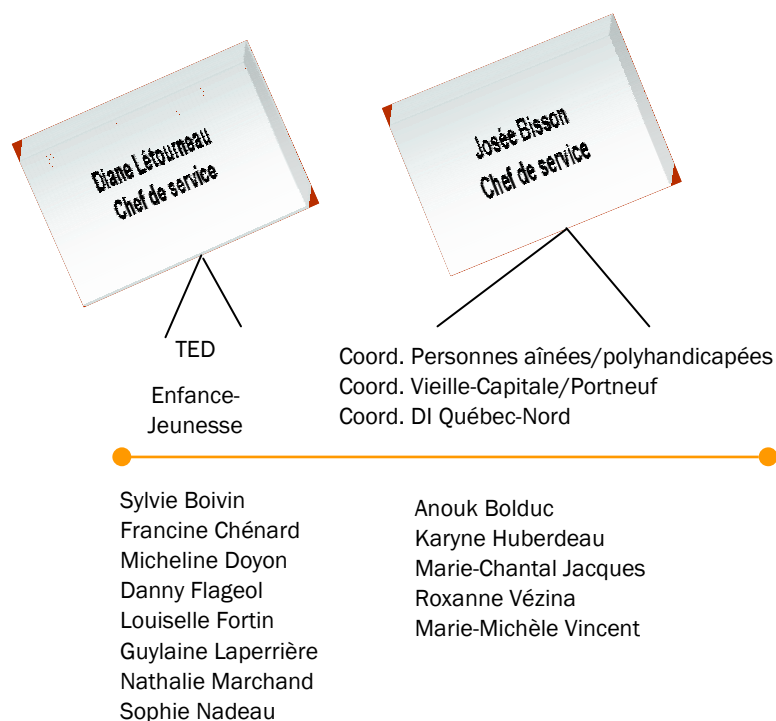 Diane Létourneau
Chef de service
Josée Bisson
Chef de service
TED
Enfance-
Jeunesse
Coord. Personnes aînées/polyhandicapées
Coord. Vieille-Capitale/Portneuf
Coord. DI Québec-Nord
Sylvie Boivin
Francine Chénard
Micheline Doyon
Danny Flageol
Louiselle Fortin
Guylaine Laperrière
Nathalie Marchand
Sophie Nadeau
Anouk Bolduc
Karyne Huberdeau
Marie-Chantal Jacques
Roxanne Vézina
Marie-Michèle Vincent